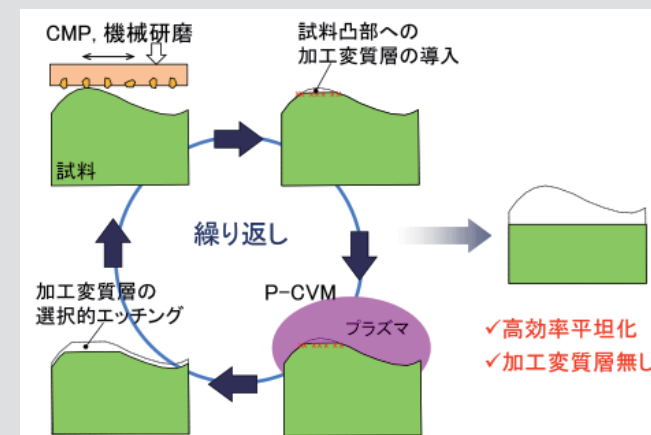 CMP, 機械研磨
試料
試料凸部への
加工変質層の導入
繰り返し
P-CVM
プラズマ
加工変質層の
選択的エッチング
✓高効率平坦化
✓加工変質層無し